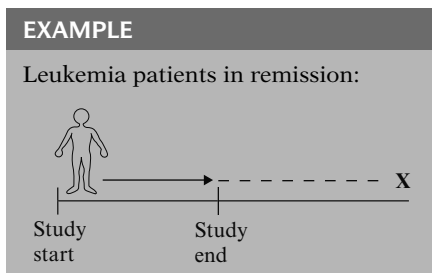 EXAMPLE
Leukemia patients in remission:
X
Study start
Study end